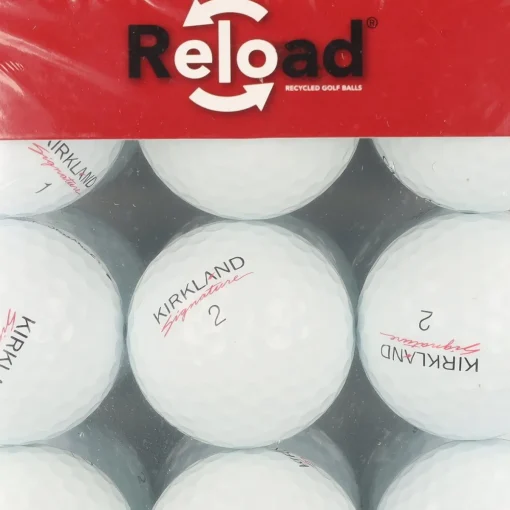 Reload®
RECYCLED GOLF BALLS
KIRKLAND
Signature
1
KIRKLAND
Signature
2
2
Signature
KIRKLAND
KIRKLAND